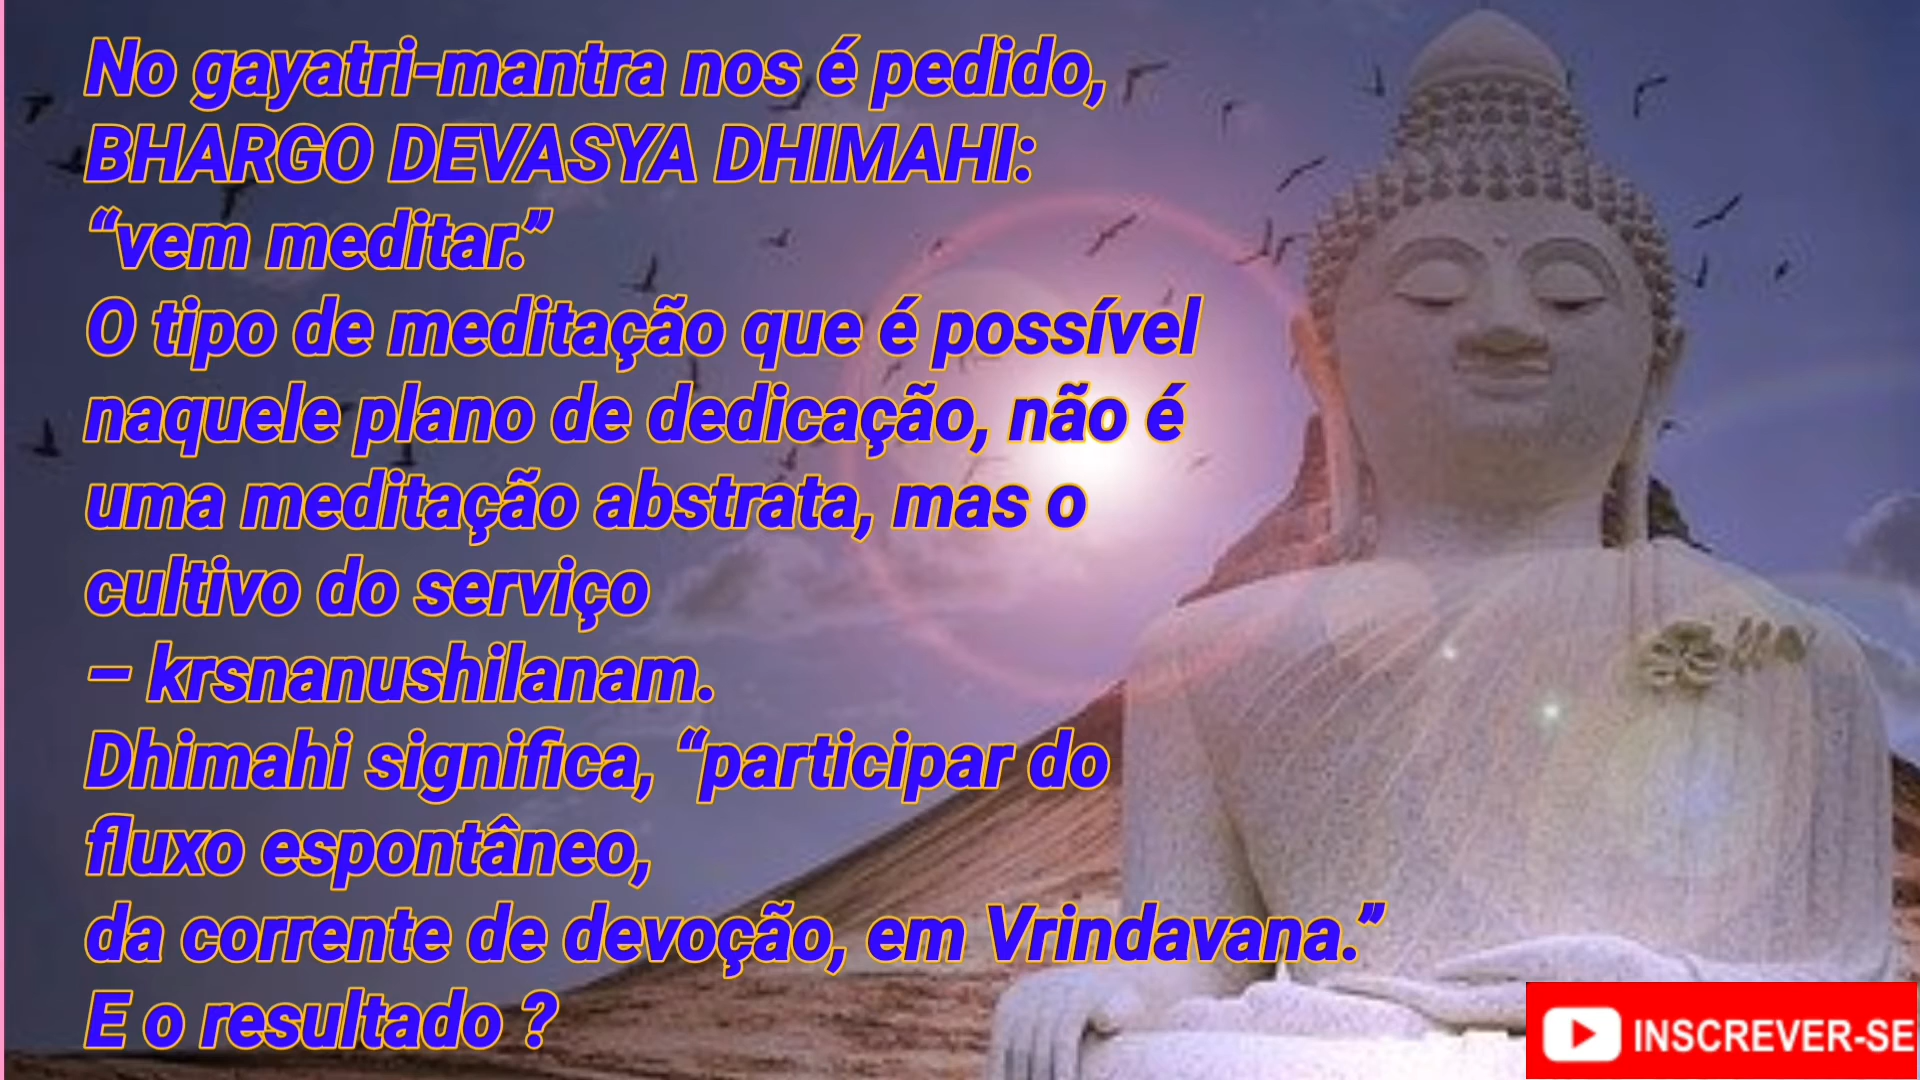 No gayatri-mantra nos é pedido,
BHARGO DEVASYA DHIMAHI:
“vem meditar.”
O tipo de meditação que é possível
naquele plano de dedicação, não é
uma meditação abstrata, mas o
cultivo do serviço
– krsnanushilanam.
Dhimahi significa, “participar do
fluxo espontâneo,
da corrente de devoção, em Vrindavana.”
E o resultado ?
INSCREVER-SE